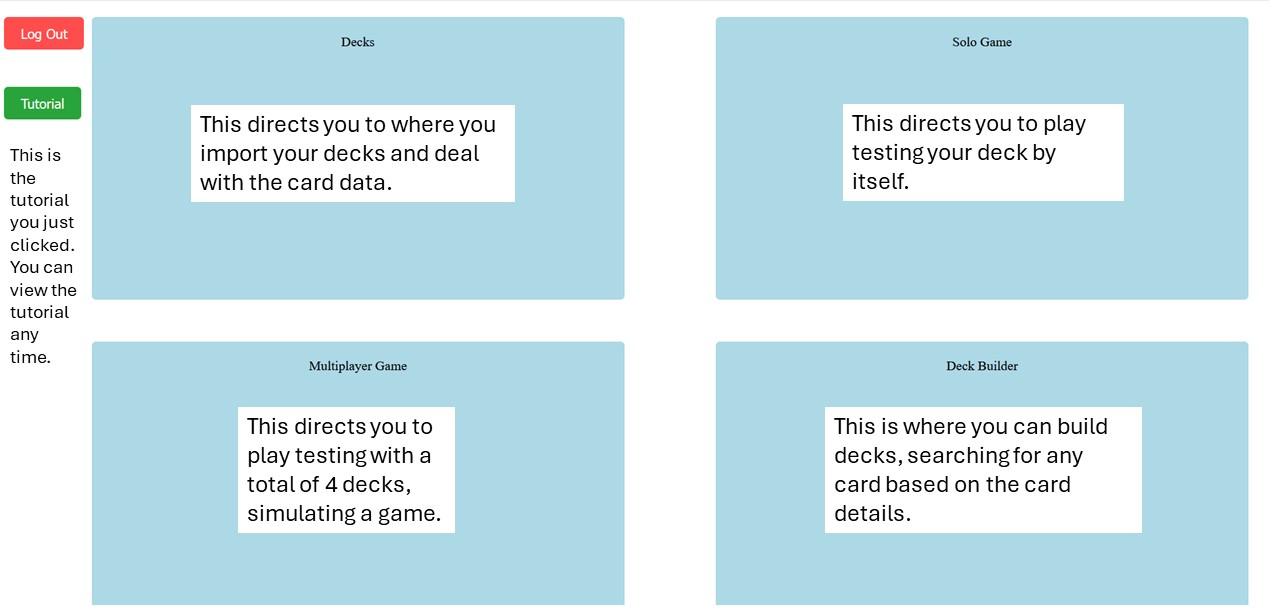 Log Out
Tutorial
This is
the
tutorial
you just
clicked.
You can
view the
tutorial
any
time.
Decks
This directs you to where you
import your decks and deal
with the card data.
Solo Game
This directs you to play
testing your deck by
itself.
Multiplayer Game
This directs you to
play testing with a
total of 4 decks,
simulating a game.
Deck Builder
This is where you can build
decks, searching for any
card based on the card
details.